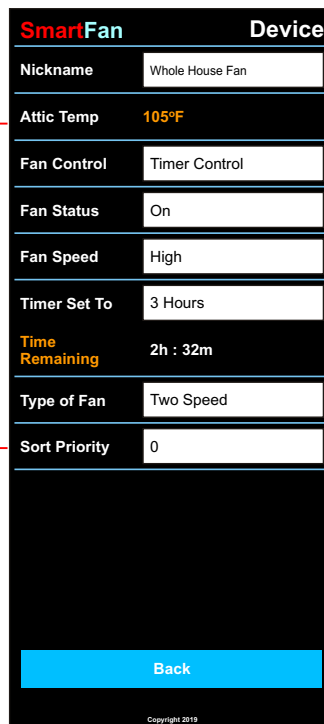 SmartFan Device
Nickname Whole House Fan
Attic Temp 105ºF
Fan Control Timer Control
Fan Status On
Fan Speed High
Timer Set To 3 Hours
Time
Remaining 2h : 32m
Type of Fan Two Speed
Sort Priority 0
Back
Copyright 2019